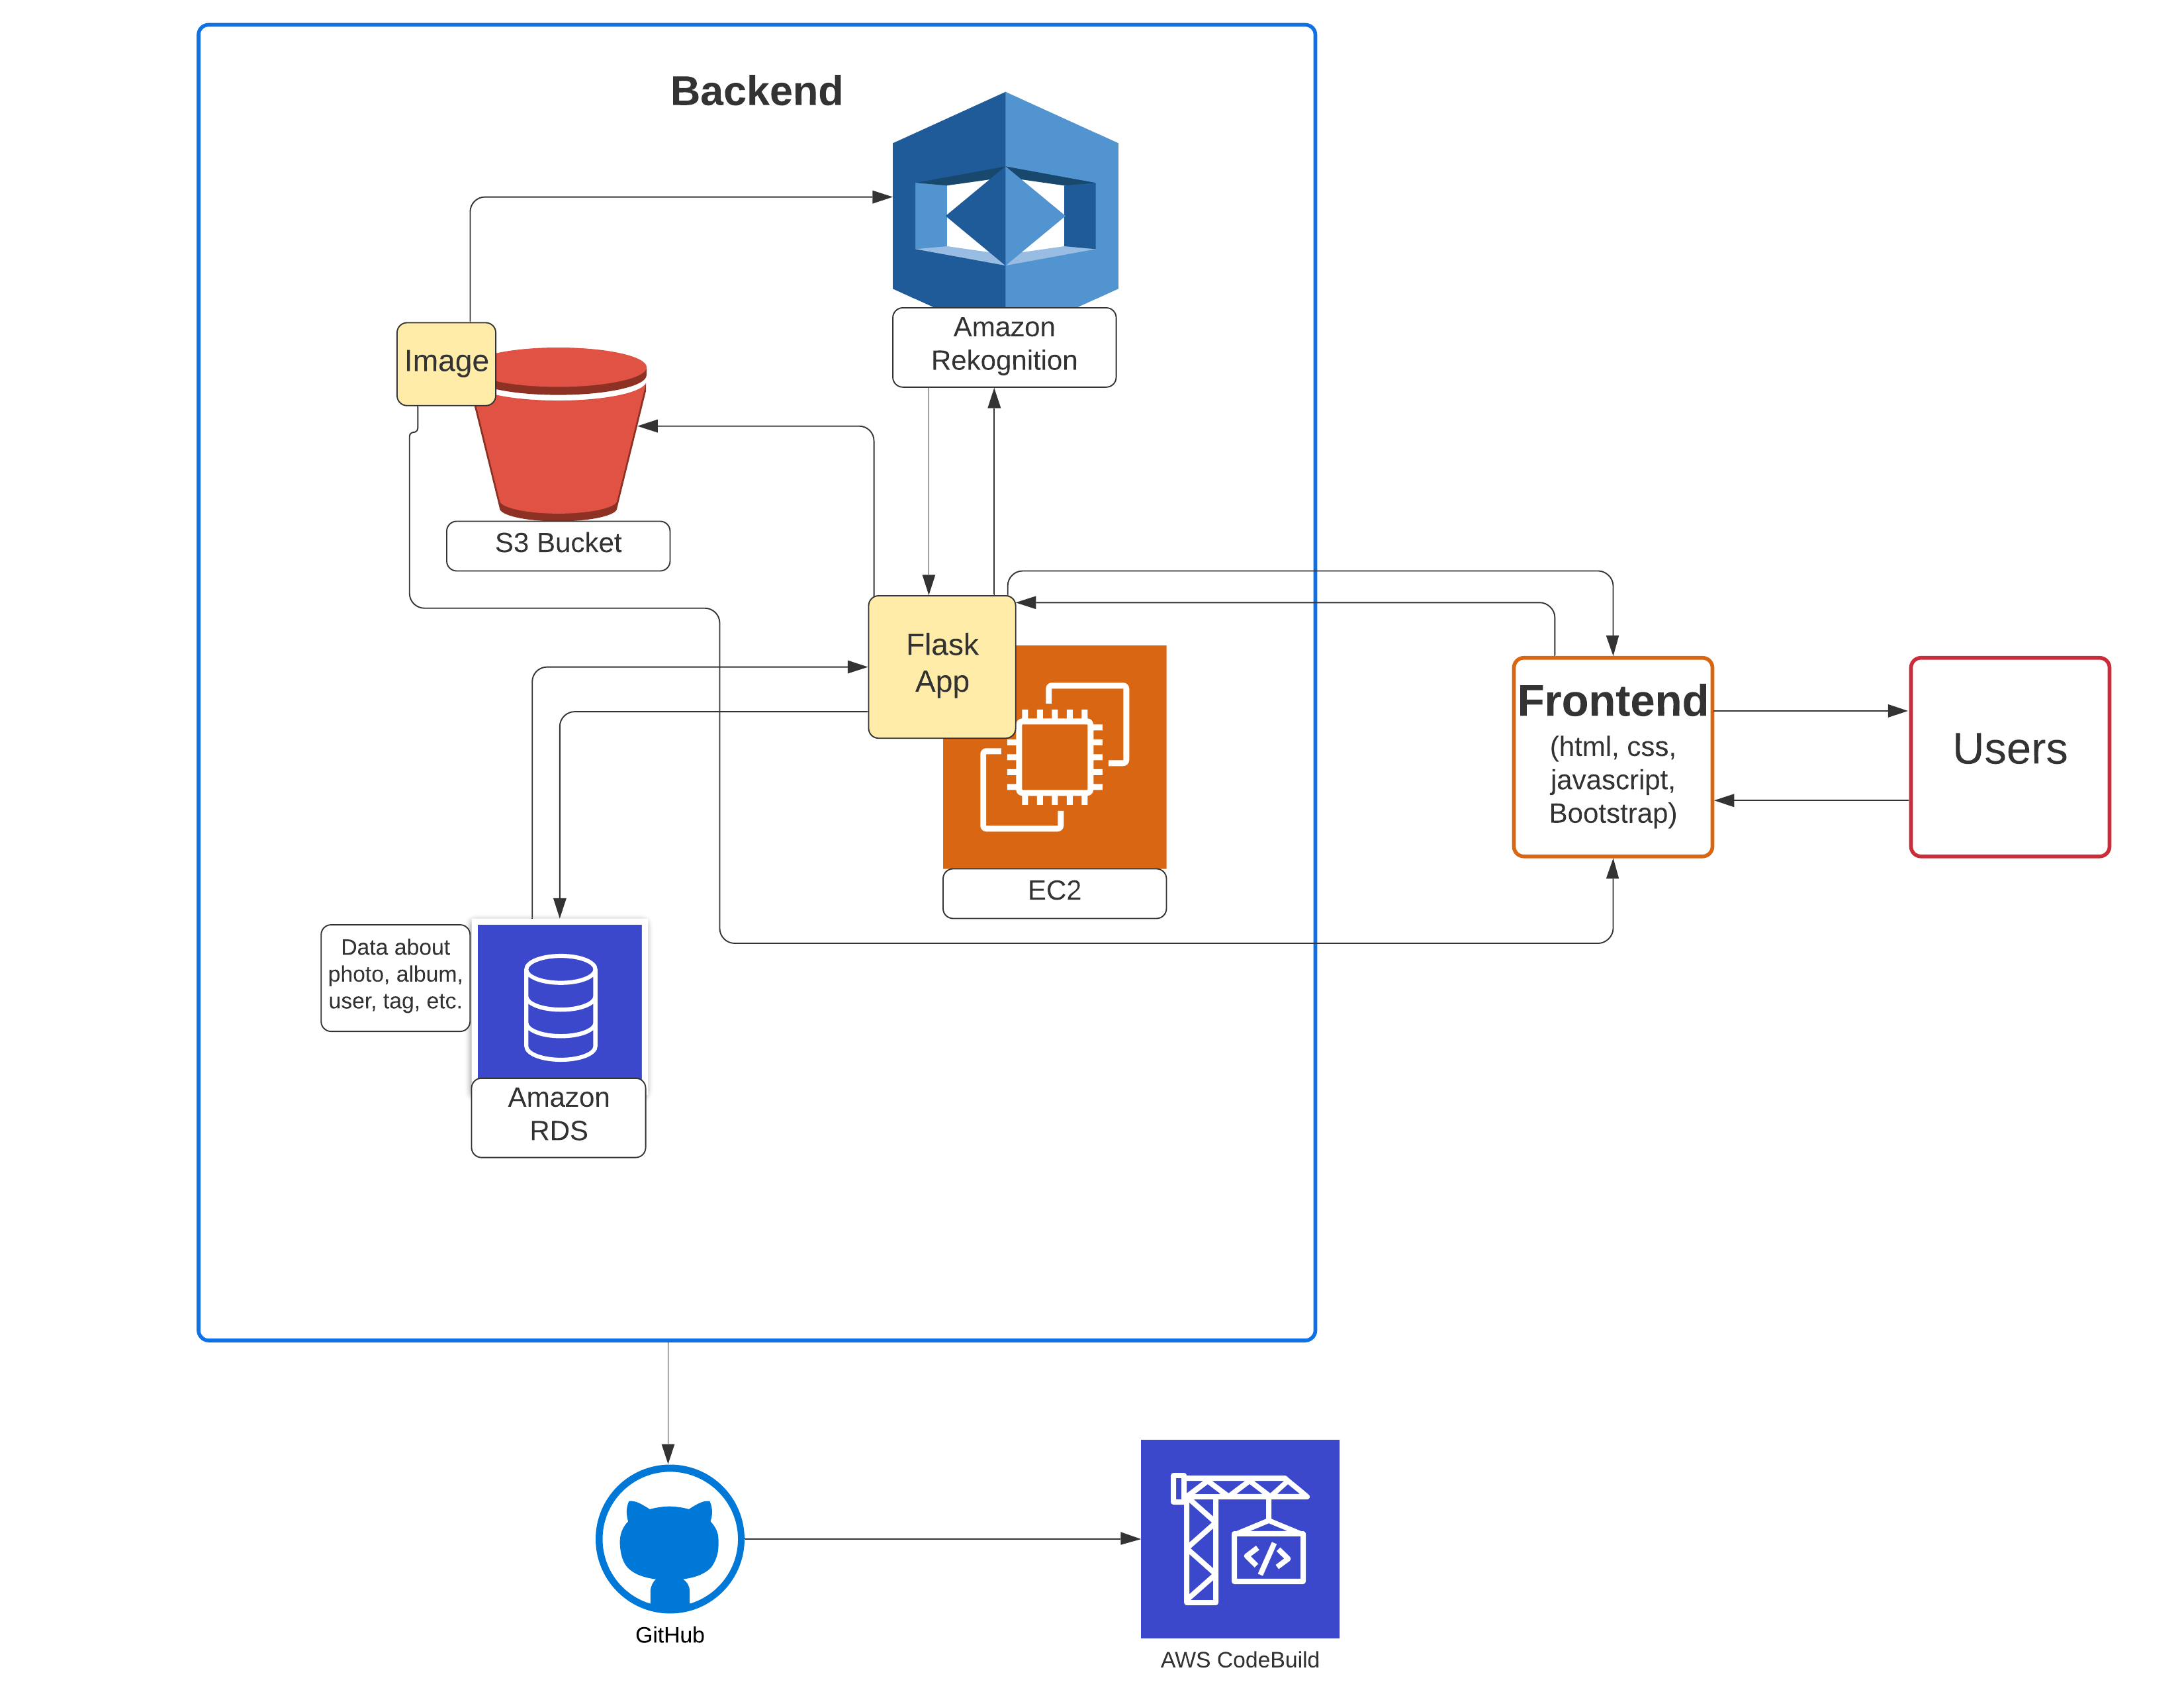 Backend
Amazon
Rekognition
Image
S3 Bucket
Flask
App
EC2
Frontend
(html, css,
javascript,
Bootstrap)
Users
Data about
photo, album,
user, tag, etc.
Amazon
RDS
GitHub
AWS CodeBuild